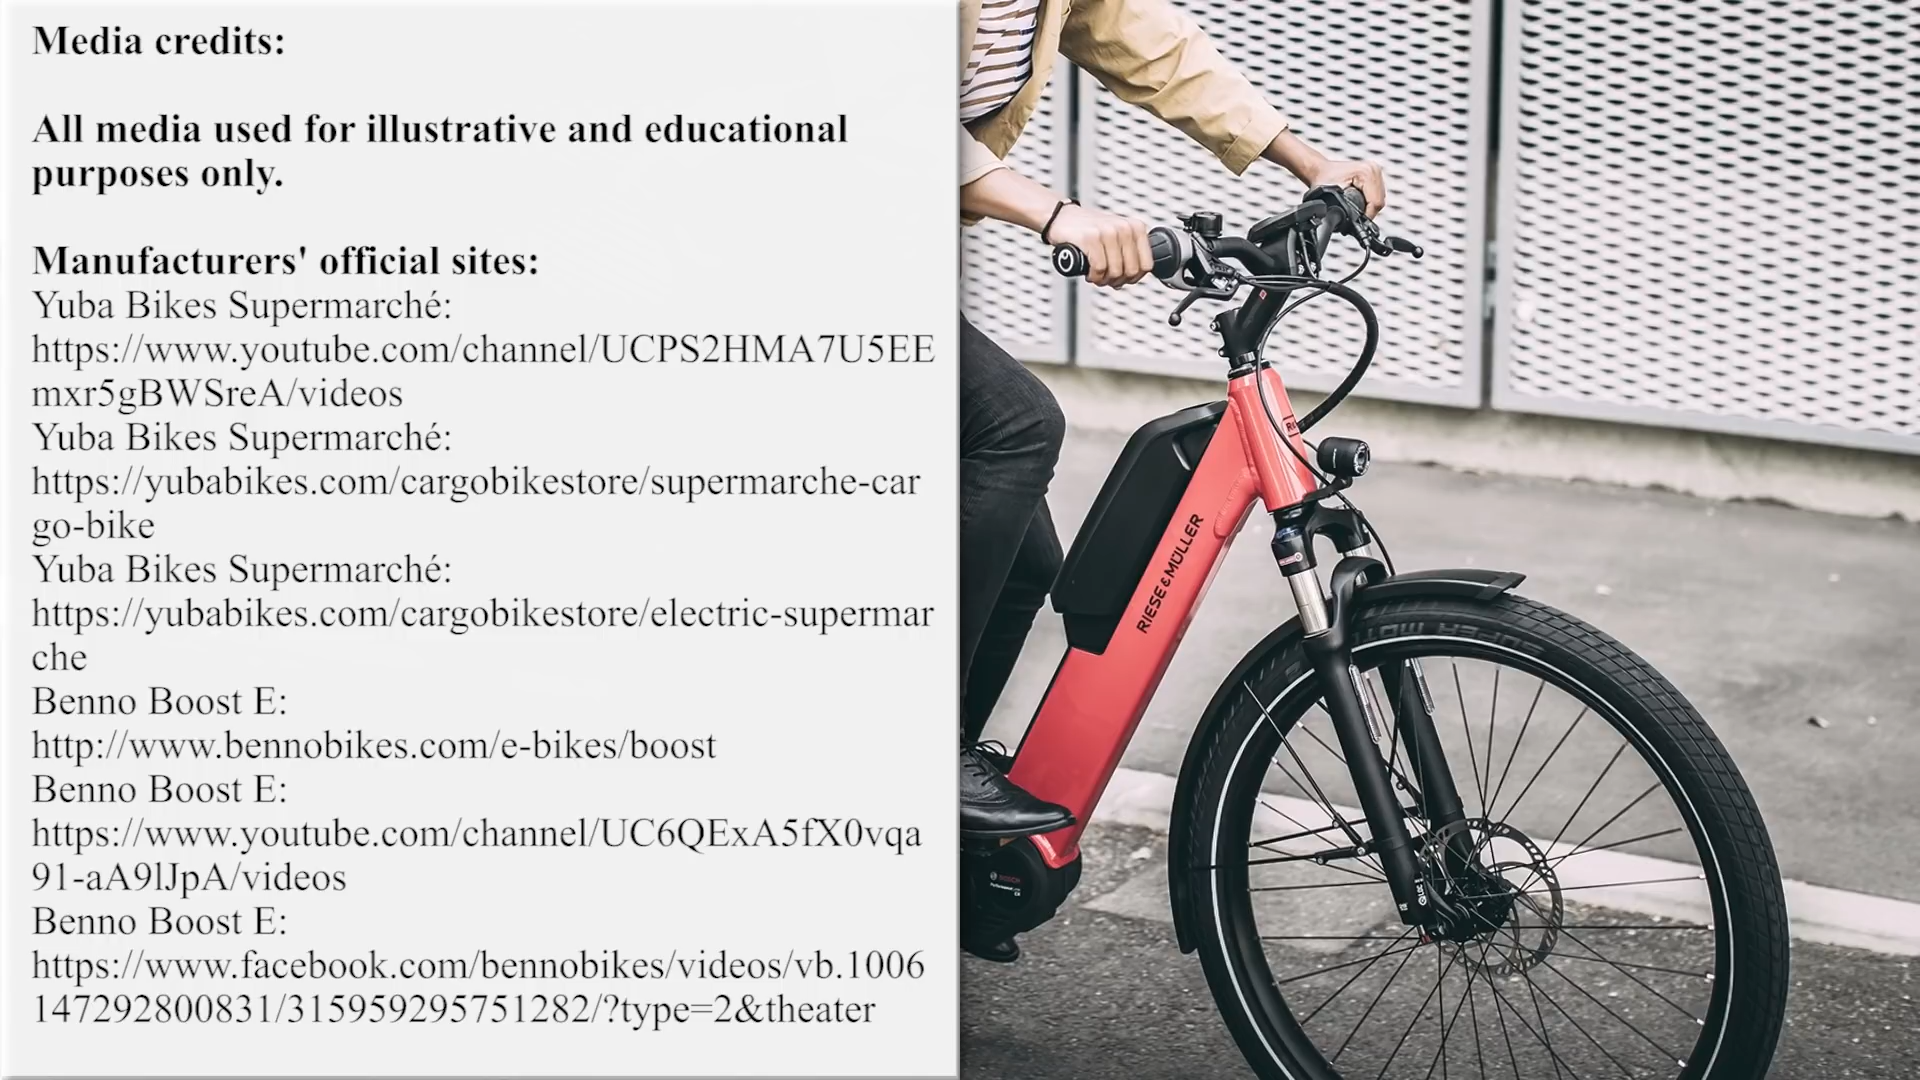 Media credits:
All media used for illustrative and educational
purposes only.
Manufacturers' official sites:
Yuba Bikes Supermarché:
https://www.youtube.com/channel/UCPS2HMA7U5EE
mxr5gBWSreA/videos
Yuba Bikes Supermarché:
https://yubabikes.com/cargobikestore/supermarche-car
go-bike
Yuba Bikes Supermarché:
https://yubabikes.com/cargobikestore/electric-supermar
che
Benno Boost E:
http://www.bennobikes.com/e-bikes/boost
Benno Boost E:
https://www.youtube.com/channel/UC6QExA5fX0vqa
91-aA9lJpA/videos
Benno Boost E:
https://www.facebook.com/bennobikes/videos/vb.1006
147292800831/315959295751282/?type=2&theater
RIESE & MÜLLER
SUPER MOTO
BOSCH